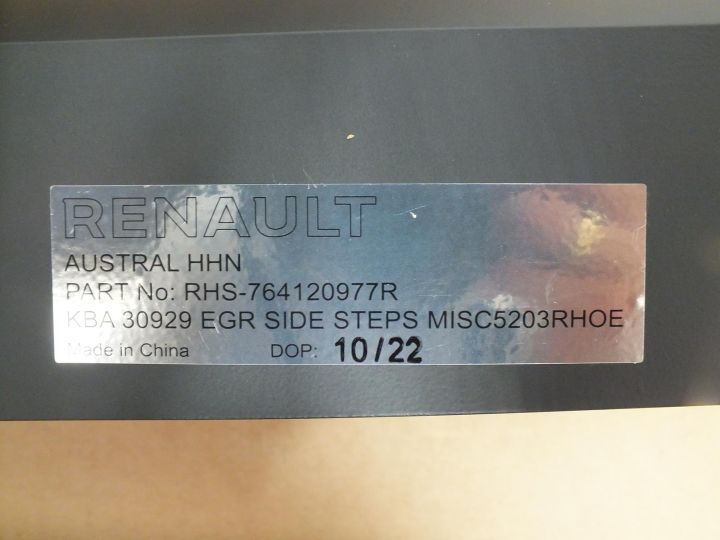 RENAULT
AUSTRAL HHN
PART No: RHS-764120977R
KBA 30929 EGR SIDE STEPS MISC5203RHOE
Made in China DOP: 10/22